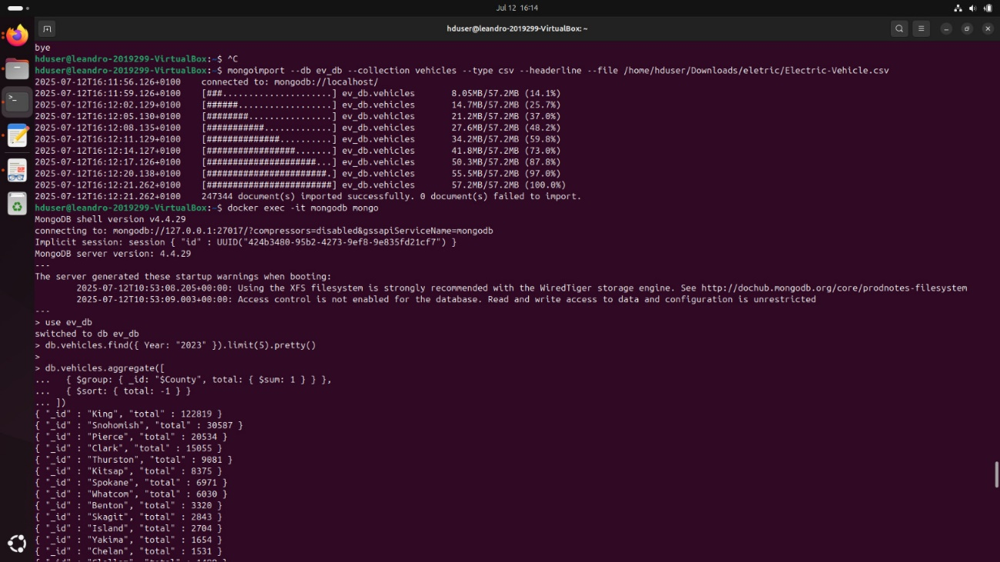 Jul 12 16:14
hduser@leandro-2019299-VirtualBox: ~
bye
hduser@leandro-2019299-VirtualBox:~$ ^C
hduser@leandro-2019299-VirtualBox:~$ mongoimport --db ev_db --collection vehicles --type csv --headerline --file /home/hduser/Downloads/eletric/Electric-Vehicle.csv
2025-07-12T16:11:56.126+0100    connected to: mongodb://localhost/
2025-07-12T16:11:59.126+0100    [###.....................] ev_db.vehicles       8.05MB/57.2MB (14.1%)
2025-07-12T16:12:02.129+0100    [######..................] ev_db.vehicles       14.7MB/57.2MB (25.7%)
2025-07-12T16:12:05.130+0100    [########................] ev_db.vehicles       21.2MB/57.2MB (37.0%)
2025-07-12T16:12:08.135+0100    [###########.............] ev_db.vehicles       27.6MB/57.2MB (48.2%)
2025-07-12T16:12:11.129+0100    [##############..........] ev_db.vehicles       34.2MB/57.2MB (59.8%)
2025-07-12T16:12:14.127+0100    [#################.......] ev_db.vehicles       41.8MB/57.2MB (73.0%)
2025-07-12T16:12:17.126+0100    [#####################...] ev_db.vehicles       50.3MB/57.2MB (87.8%)
2025-07-12T16:12:20.138+0100    [#######################.] ev_db.vehicles       55.5MB/57.2MB (97.0%)
2025-07-12T16:12:21.262+0100    [########################] ev_db.vehicles       57.2MB/57.2MB (100.0%)
2025-07-12T16:12:21.262+0100    247344 document(s) imported successfully. 0 document(s) failed to import.
hduser@leandro-2019299-VirtualBox:~$ docker exec -it mongodb mongo
MongoDB shell version v4.4.29
connecting to: mongodb://127.0.0.1:27017/?compressors=disabled&gssapiServiceName=mongodb
Implicit session: session { "id" : UUID("424b3480-95b2-4273-9ef8-9e835fd21cf7") }
MongoDB server version: 4.4.29
---
The server generated these startup warnings when booting:
        2025-07-12T10:53:08.205+00:00: Using the XFS filesystem is strongly recommended with the WiredTiger storage engine. See http://dochub.mongodb.org/core/prodnotes-filesystem
        2025-07-12T10:53:09.003+00:00: Access control is not enabled for the database. Read and write access to data and configuration is unrestricted
---
> use ev_db
switched to db ev_db
> db.vehicles.find({ Year: "2023" }).limit(5).pretty()
>
> db.vehicles.aggregate([
...   { $group: { _id: "$County", total: { $sum: 1 } } },
...   { $sort: { total: -1 } }
... ])
{ "_id" : "King", "total" : 122819 }
{ "_id" : "Snohomish", "total" : 30587 }
{ "_id" : "Pierce", "total" : 20534 }
{ "_id" : "Clark", "total" : 15055 }
{ "_id" : "Thurston", "total" : 9081 }
{ "_id" : "Kitsap", "total" : 8375 }
{ "_id" : "Spokane", "total" : 6971 }
{ "_id" : "Whatcom", "total" : 6030 }
{ "_id" : "Benton", "total" : 3320 }
{ "_id" : "Skagit", "total" : 2843 }
{ "_id" : "Island", "total" : 2704 }
{ "_id" : "Yakima", "total" : 1654 }
{ "_id" : "Chelan", "total" : 1531 }